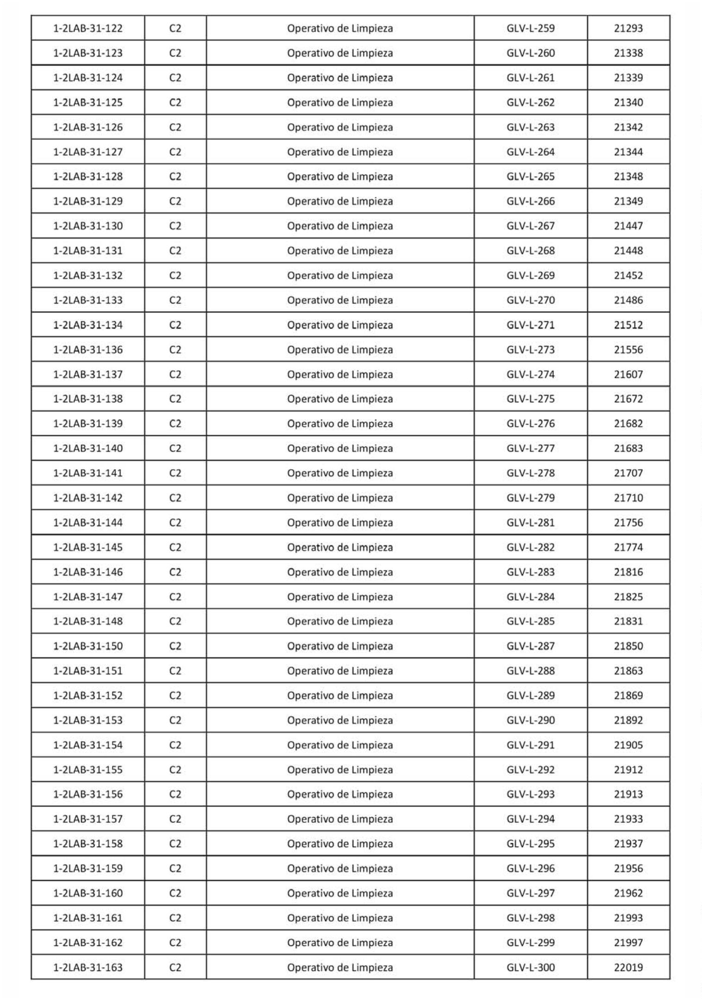 1-2LAB-31-122 C2 Operativo de Limpieza GLV-L-259 21293
1-2LAB-31-123 C2 Operativo de Limpieza GLV-L-260 21338
1-2LAB-31-124 C2 Operativo de Limpieza GLV-L-261 21339
1-2LAB-31-125 C2 Operativo de Limpieza GLV-L-262 21340
1-2LAB-31-126 C2 Operativo de Limpieza GLV-L-263 21342
1-2LAB-31-127 C2 Operativo de Limpieza GLV-L-264 21344
1-2LAB-31-128 C2 Operativo de Limpieza GLV-L-265 21348
1-2LAB-31-129 C2 Operativo de Limpieza GLV-L-266 21349
1-2LAB-31-130 C2 Operativo de Limpieza GLV-L-267 21447
1-2LAB-31-131 C2 Operativo de Limpieza GLV-L-268 21448
1-2LAB-31-132 C2 Operativo de Limpieza GLV-L-269 21452
1-2LAB-31-133 C2 Operativo de Limpieza GLV-L-270 21486
1-2LAB-31-134 C2 Operativo de Limpieza GLV-L-271 21512
1-2LAB-31-136 C2 Operativo de Limpieza GLV-L-273 21556
1-2LAB-31-137 C2 Operativo de Limpieza GLV-L-274 21607
1-2LAB-31-138 C2 Operativo de Limpieza GLV-L-275 21672
1-2LAB-31-139 C2 Operativo de Limpieza GLV-L-276 21682
1-2LAB-31-140 C2 Operativo de Limpieza GLV-L-277 21683
1-2LAB-31-141 C2 Operativo de Limpieza GLV-L-278 21707
1-2LAB-31-142 C2 Operativo de Limpieza GLV-L-279 21710
1-2LAB-31-144 C2 Operativo de Limpieza GLV-L-281 21756
1-2LAB-31-145 C2 Operativo de Limpieza GLV-L-282 21774
1-2LAB-31-146 C2 Operativo de Limpieza GLV-L-283 21816
1-2LAB-31-147 C2 Operativo de Limpieza GLV-L-284 21825
1-2LAB-31-148 C2 Operativo de Limpieza GLV-L-285 21831
1-2LAB-31-150 C2 Operativo de Limpieza GLV-L-287 21850
1-2LAB-31-151 C2 Operativo de Limpieza GLV-L-288 21863
1-2LAB-31-152 C2 Operativo de Limpieza GLV-L-289 21869
1-2LAB-31-153 C2 Operativo de Limpieza GLV-L-290 21892
1-2LAB-31-154 C2 Operativo de Limpieza GLV-L-291 21905
1-2LAB-31-155 C2 Operativo de Limpieza GLV-L-292 21912
1-2LAB-31-156 C2 Operativo de Limpieza GLV-L-293 21913
1-2LAB-31-157 C2 Operativo de Limpieza GLV-L-294 21933
1-2LAB-31-158 C2 Operativo de Limpieza GLV-L-295 21937
1-2LAB-31-159 C2 Operativo de Limpieza GLV-L-296 21956
1-2LAB-31-160 C2 Operativo de Limpieza GLV-L-297 21962
1-2LAB-31-161 C2 Operativo de Limpieza GLV-L-298 21993
1-2LAB-31-162 C2 Operativo de Limpieza GLV-L-299 21997
1-2LAB-31-163 C2 Operativo de Limpieza GLV-L-300 22019